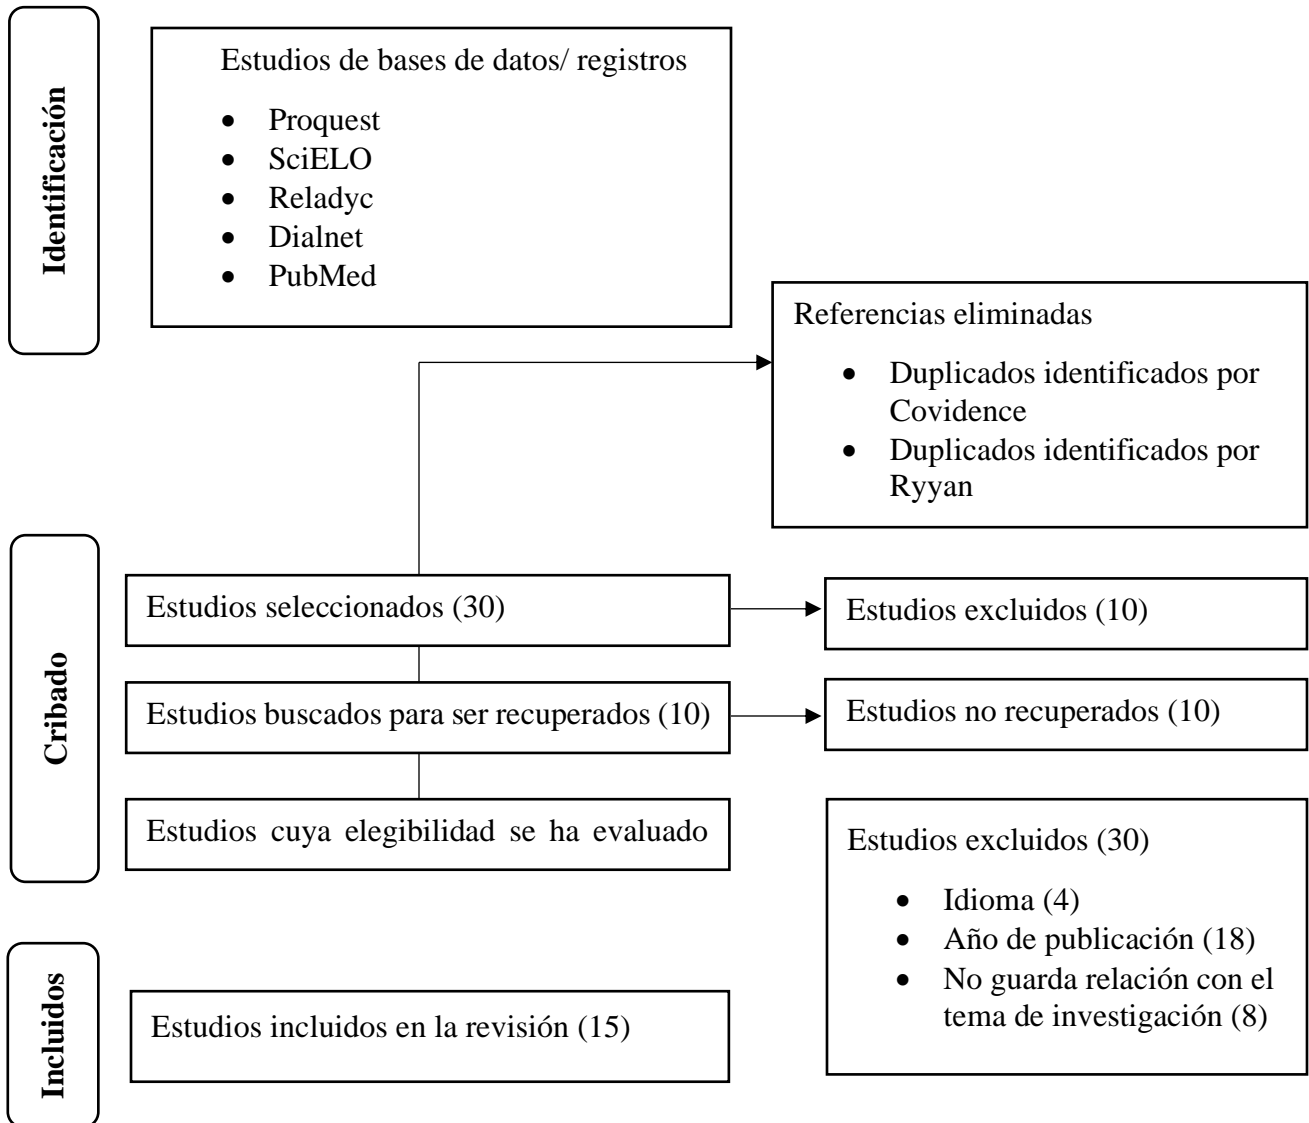 Identificación
Estudios de bases de datos/ registros
• Proquest
• SciELO
• Reladyc
• Dialnet
• PubMed
Referencias eliminadas
• Duplicados identificados por
Covidence
• Duplicados identificados por
Ryyan
Cribado
Estudios seleccionados (30)
Estudios excluidos (10)
Estudios buscados para ser recuperados (10)
Estudios no recuperados (10)
Estudios cuya elegibilidad se ha evaluado
Estudios excluidos (30)
• Idioma (4)
• Año de publicación (18)
• No guarda relación con el
tema de investigación (8)
Incluidos
Estudios incluidos en la revisión (15)